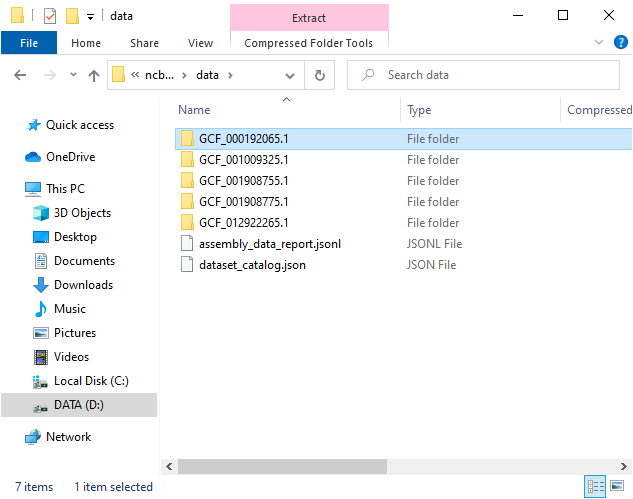 data
Extract
File
Home
Share
View
Compressed Folder Tools
ncb...
data
Search data
Name
Type
Compressed
Quick access
OneDrive
This PC
3D Objects
Desktop
Documents
Downloads
Music
Pictures
Videos
Local Disk (C:)
DATA (D:)
Network
GCF_000192065.1 File folder
GCF_001009325.1 File folder
GCF_001908755.1 File folder
GCF_001908775.1 File folder
GCF_012922265.1 File folder
assembly_data_report.jsonl JSONL File
dataset_catalog.json JSON File
7 items 1 item selected